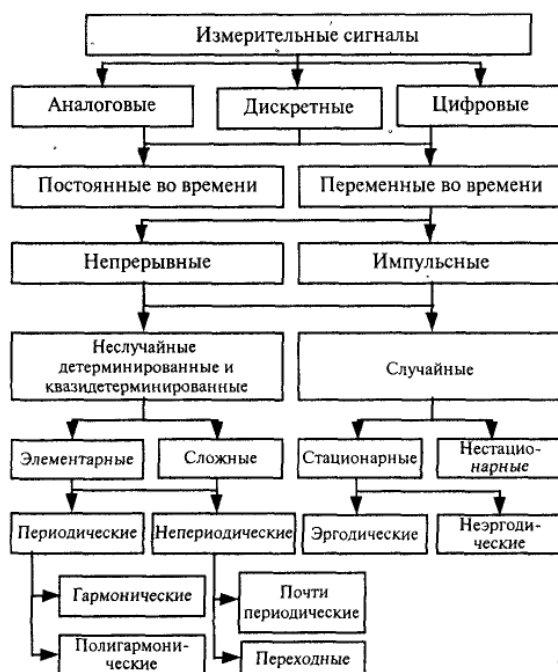 Измерительные сигналы
Аналоговые
Дискретные
Цифровые
Постоянные во времени
Переменные во времени
Непрерывные
Импульсные
Неслучайные
детерминированные и
квазидетерминированные
Случайные
Элементарные
Сложные
Стационарные
Нестацио-
нарные
Периодические
Непериодические
Эргодические
Неэргоди-
ческие
Гармонические
Почти
периодические
Полигармони-
ческие
Переходные